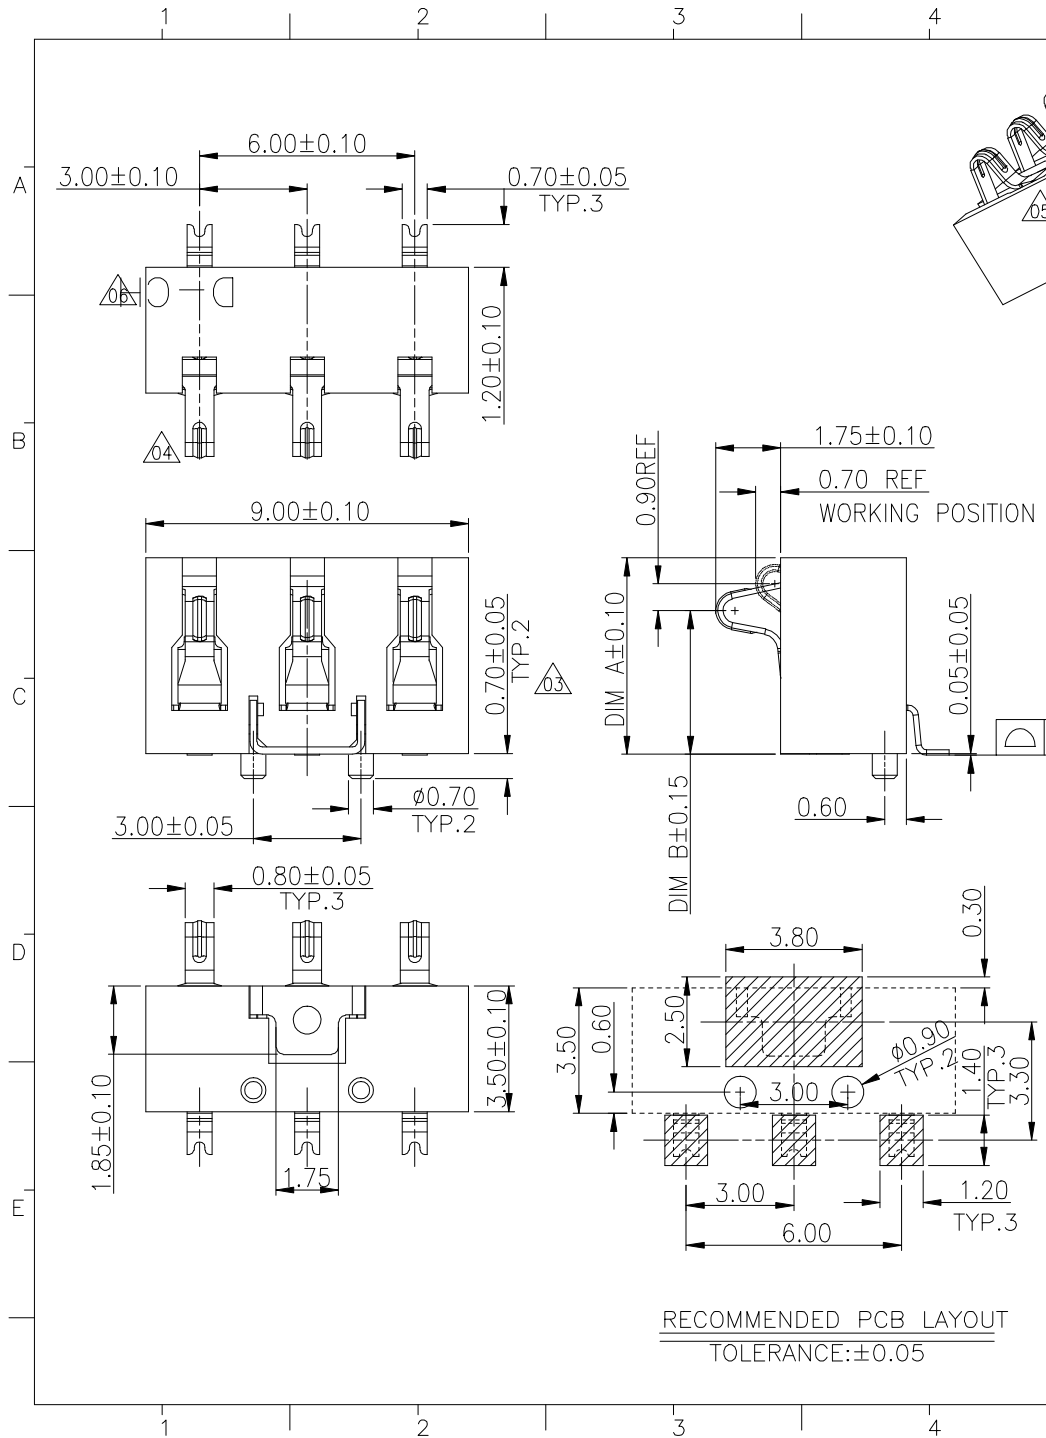 1 2 3 4
A
B
C
D
E
6.00±0.10
3.00±0.10
0.70±0.05
TYP.3
06
1.20±0.10
04
05
9.00±0.10
0.70±0.05
TYP.2
03
3.00±0.05
ø0.70
TYP.2
1.75±0.10
0.90REF
0.70 REF
WORKING POSITION
DIM A±0.10
DIM B±0.15
0.05±0.05
0.60
0.80±0.05
TYP.3
1.85±0.10
3.50±0.10
1.75
3.80
0.30
2.50
3.50
0.60
ø0.90
TYP.2
3.00
1.40
TYP.3
3.30
3.00
1.20
TYP.3
6.00
RECOMMENDED PCB LAYOUT
TOLERANCE:±0.05
1 2 3 4